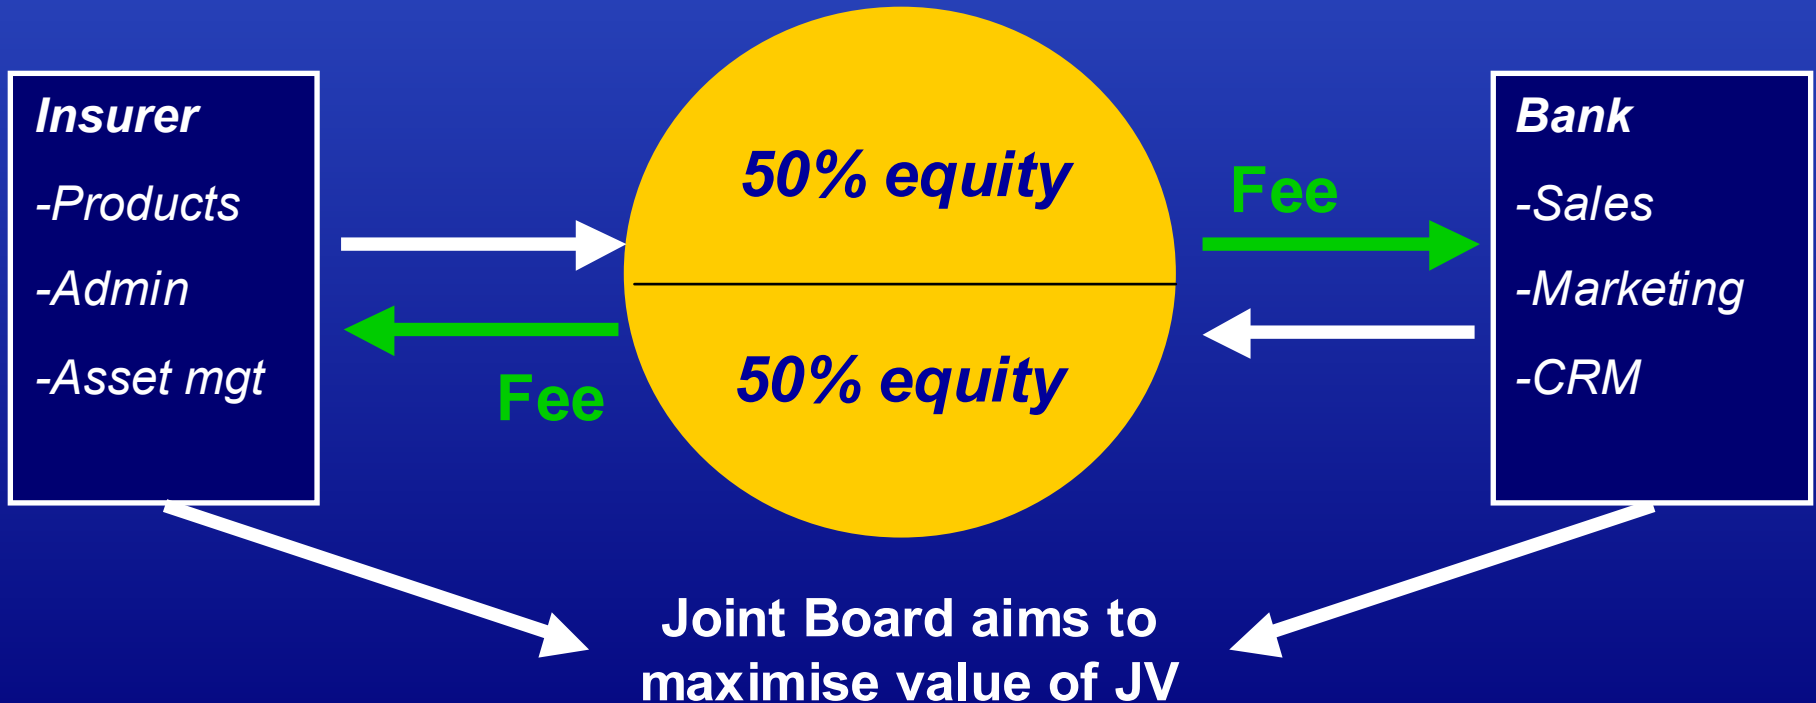 Insurer
-Products
-Admin
-Asset mgt
50% equity
50% equity
Fee
Fee
Bank
-Sales
-Marketing
-CRM
Joint Board aims to
maximise value of JV